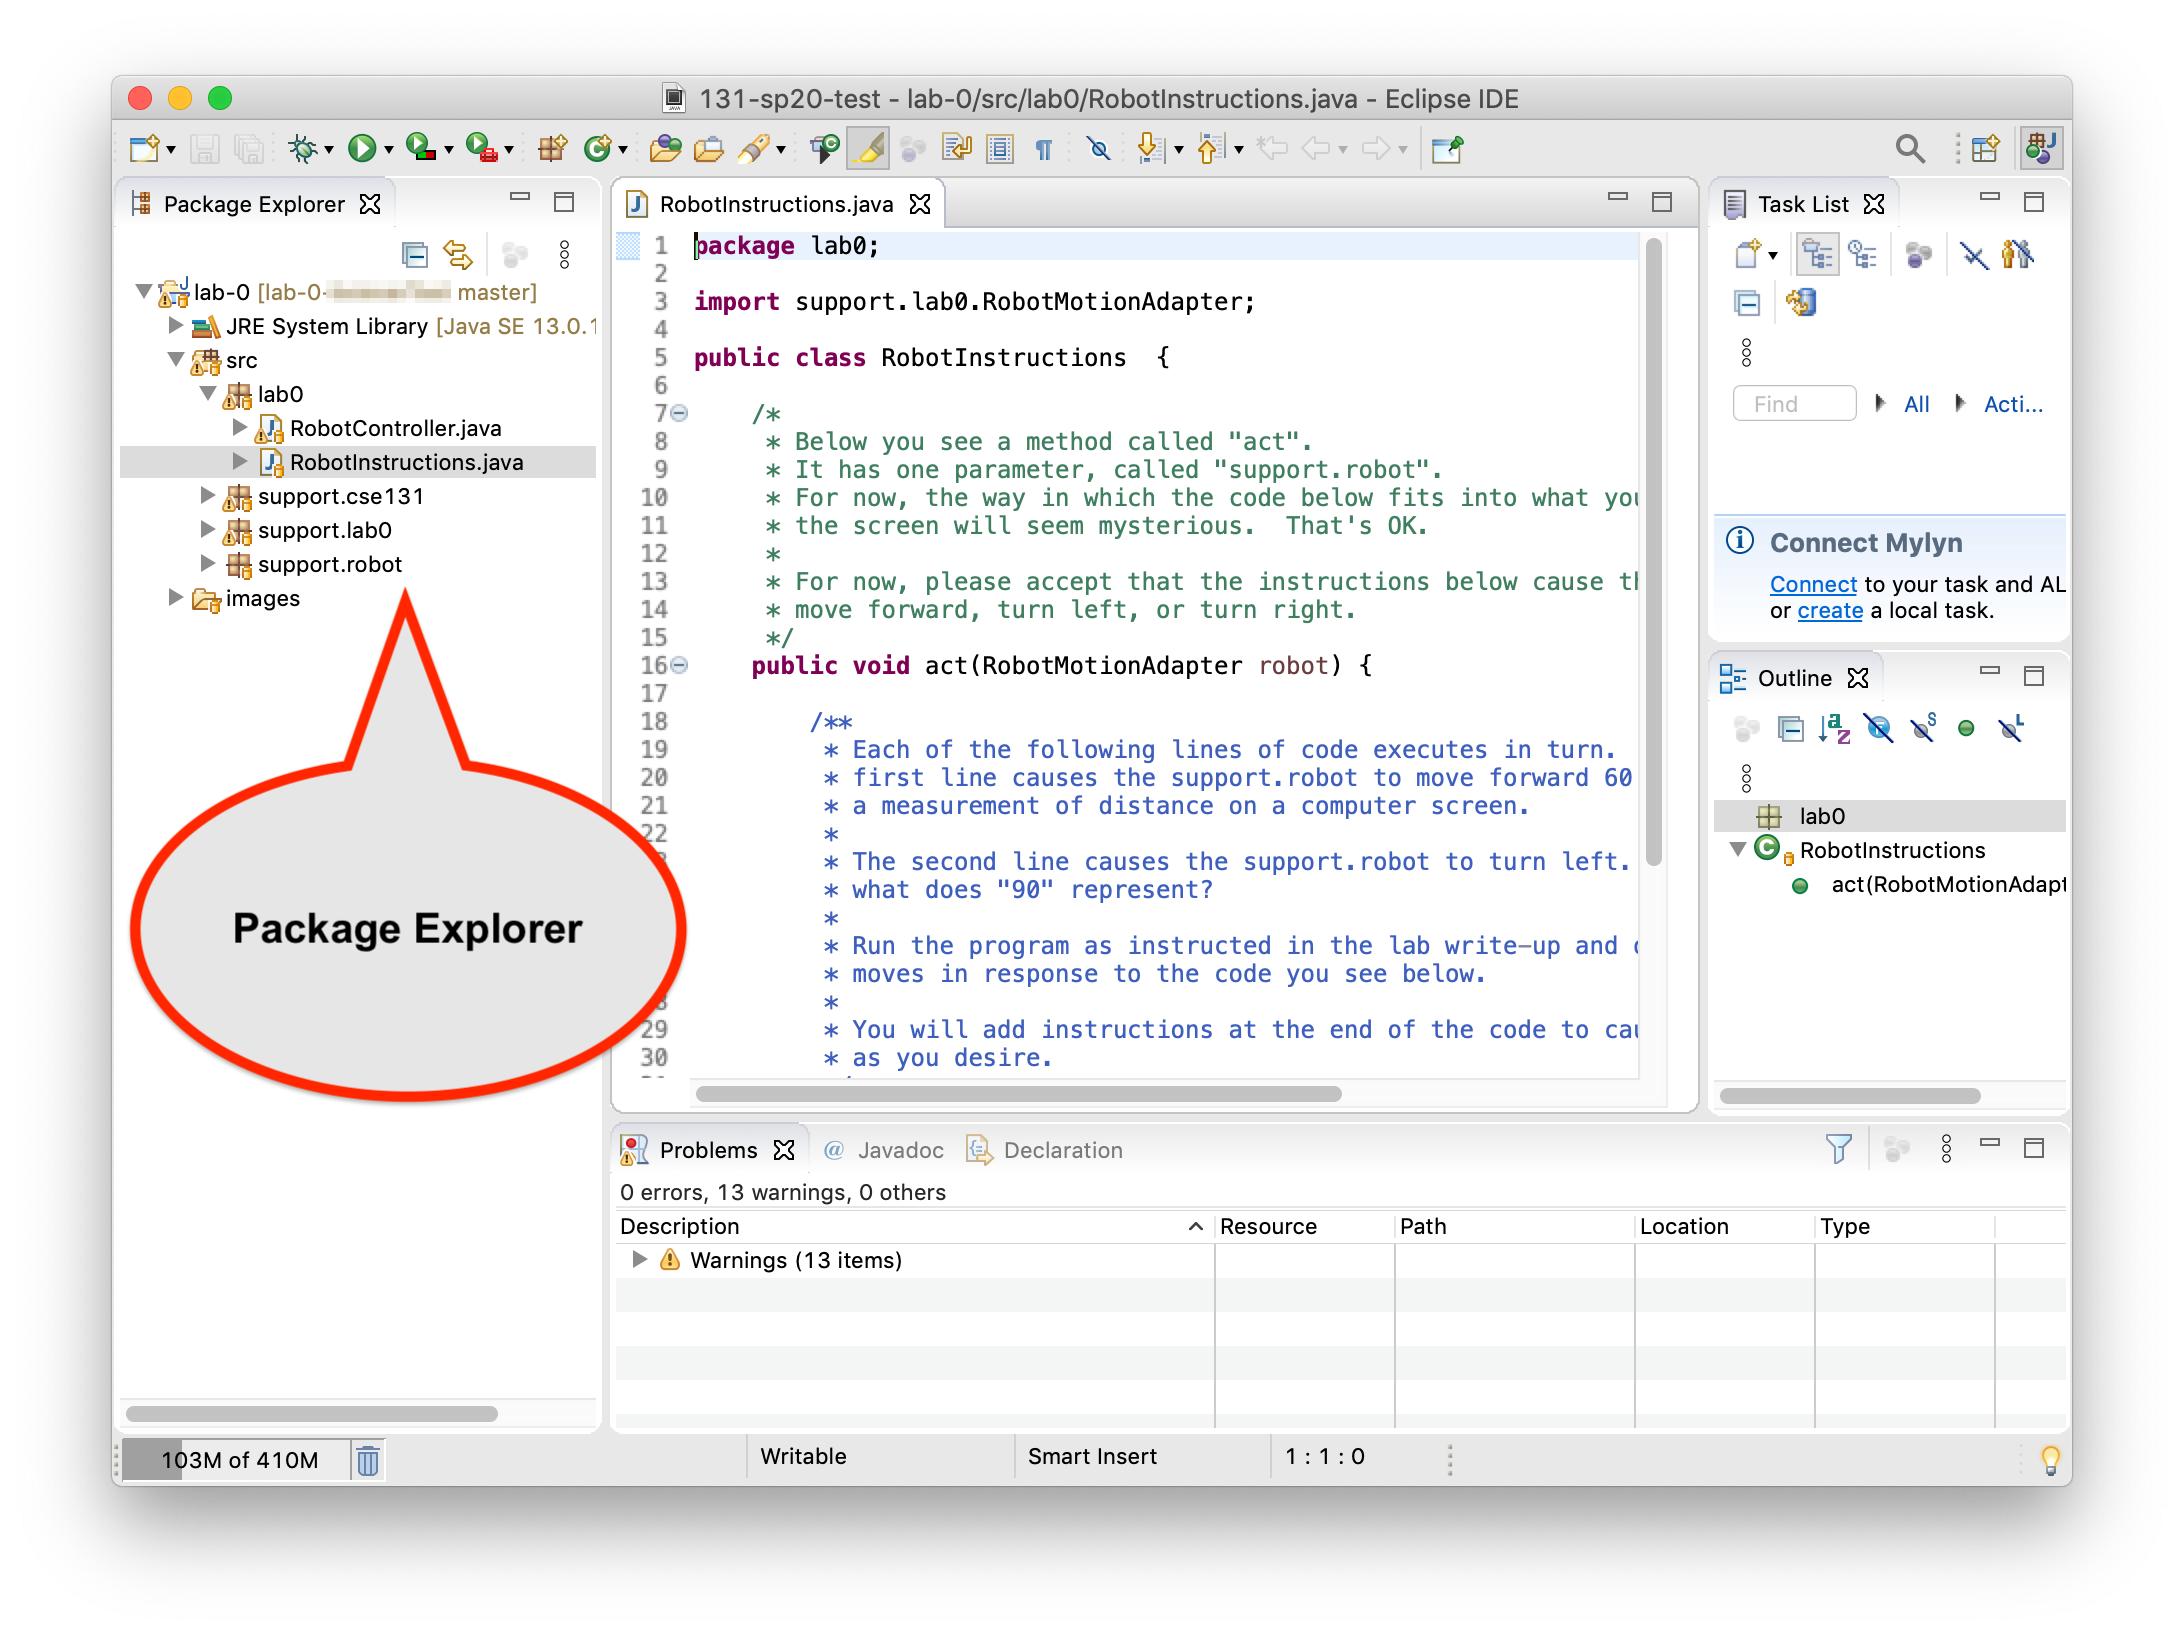 131-sp20-test - lab-0/src/lab0/RobotInstructions.java - Eclipse IDE
Package Explorer
lab-0 [lab-0- master]
JRE System Library [Java SE 13.0.1
src
lab0
RobotController.java
RobotInstructions.java
support.cse131
support.lab0
support.robot
images
Package Explorer
103M of 410M
RobotInstructions.java
1 package lab0;
2
3 import support.lab0.RobotMotionAdapter;
4
5 public class RobotInstructions  {
6
7 /*
8 * Below you see a method called "act".
9 * It has one parameter, called "support.robot".
10 * For now, the way in which the code below fits into what you
11 * the screen will seem mysterious.  That's OK.
12 *
13 * For now, please accept that the instructions below cause th
14 * move forward, turn left, or turn right.
15 */
16 public void act(RobotMotionAdapter robot) {
17
18 /**
19 * Each of the following lines of code executes in turn.
20 * first line causes the support.robot to move forward 60
21 * a measurement of distance on a computer screen.
22 *
* The second line causes the support.robot to turn left.
* what does "90" represent?
*
* Run the program as instructed in the lab write-up and
* moves in response to the code you see below.
*
29 * You will add instructions at the end of the code to cau
30 * as you desire.
Task List
Find
All
Acti...
Connect Mylyn
Connect to your task and AL
or create a local task.
Outline
lab0
RobotInstructions
act(RobotMotionAdapt
Problems
@ Javadoc
Declaration
0 errors, 13 warnings, 0 others
Description Resource Path Location Type
Warnings (13 items)
Writable
Smart Insert
1 : 1 : 0